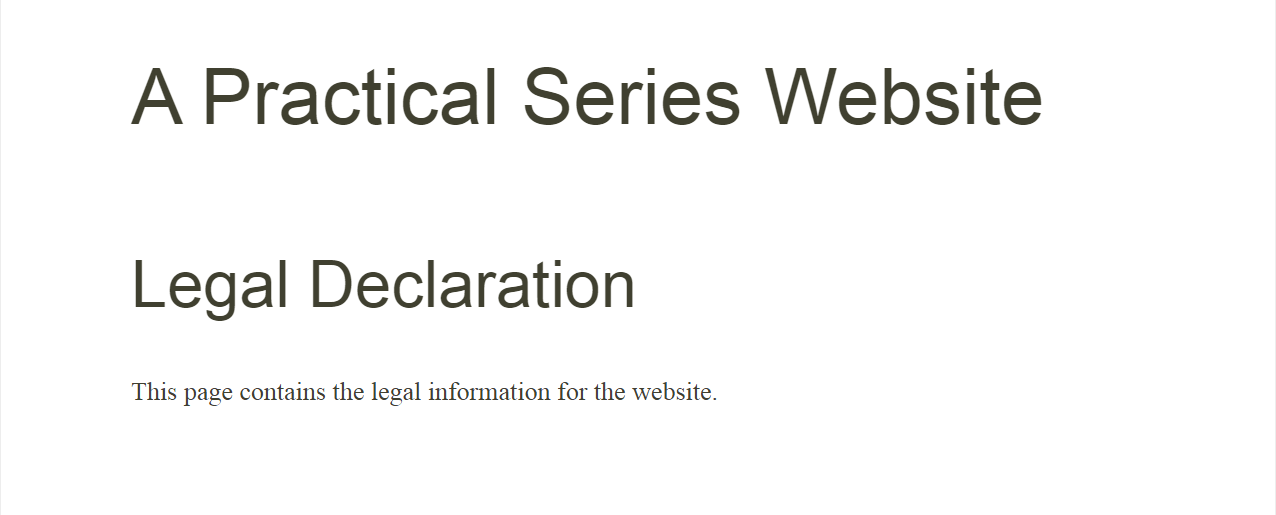 A Practical Series Website
Legal Declaration
This page contains the legal information for the website.